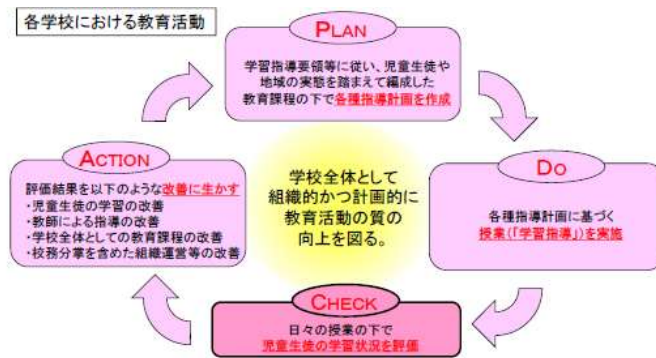 各学校における教育活動
PLAN
学習指導要領等に従い、児童生徒や
地域の実態を踏まえて編成した
教育課程の下で各種指導計画を作成
DO
各種指導計画に基づく
授業(「学習指導」)を実施
CHECK
日々の授業の下で
児童生徒の学習状況を評価
ACTION
評価結果を以下のような改善に生かす
・児童生徒の学習の改善
・教師による指導の改善
・学校全体としての教育課程の改善
・校務分掌を含めた組織運営等の改善
学校全体として
組織的かつ計画的に
教育活動の質の
向上を図る。